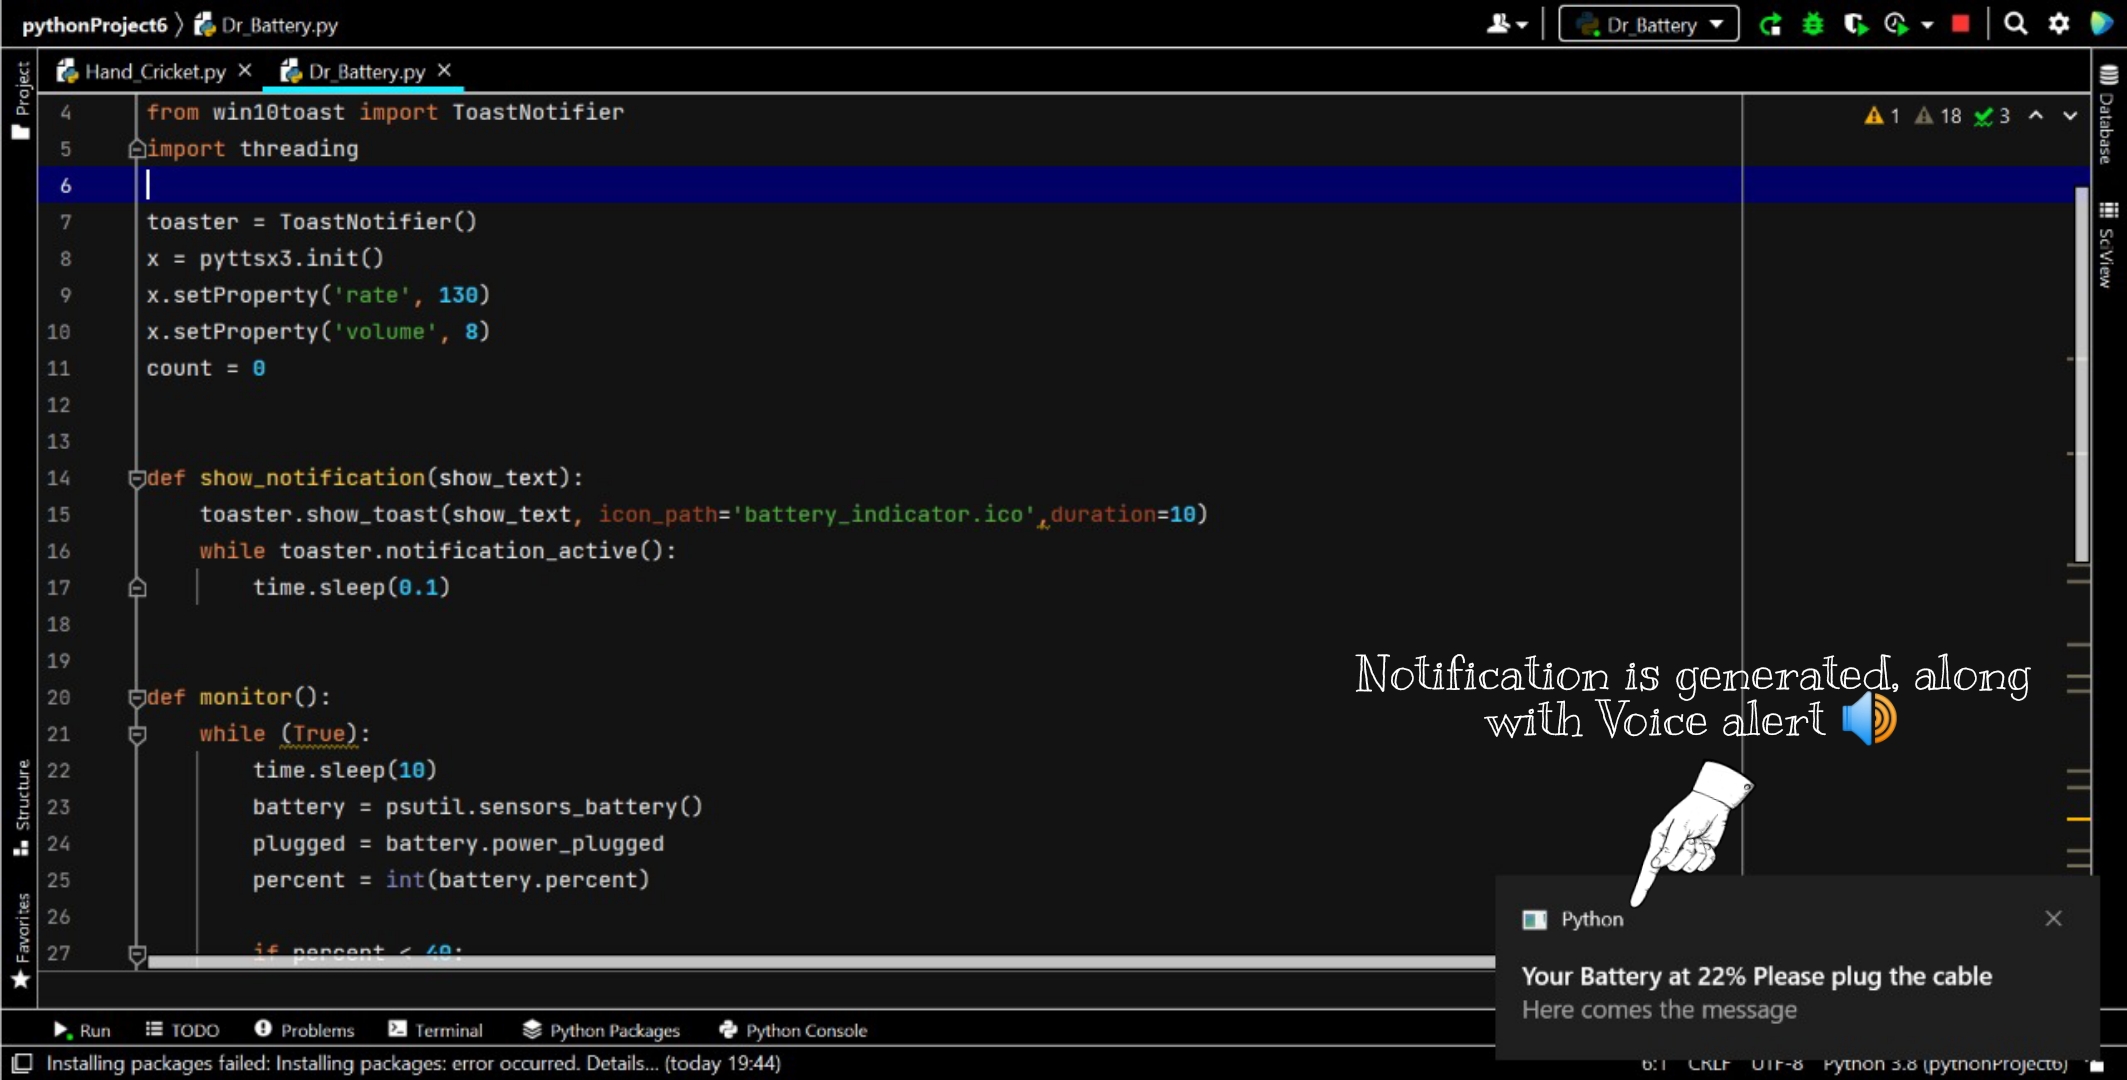 pythonProject6 〉 Dr_Battery.py
Dr_Battery
Hand_Cricket.py
Dr_Battery.py
Project
Database
SciView
Structure
Favorites
1 18 3
4 from win10toast import ToastNotifier
5 import threading
6
7 toaster = ToastNotifier()
8 x = pyttsx3.init()
9 x.setProperty('rate', 130)
10 x.setProperty('volume', 8)
11 count = 0
12
13
14 def show_notification(show_text):
15 toaster.show_toast(show_text, icon_path='battery_indicator.ico',duration=10)
16 while toaster.notification_active():
17 time.sleep(0.1)
18
19
20 def monitor():
21 while (True):
22 time.sleep(10)
23 battery = psutil.sensors_battery()
24 plugged = battery.power_plugged
25 percent = int(battery.percent)
26
27 if percent < 40:
Notification is generated, along
with Voice alert
Python
Your Battery at 22% Please plug the cable
Here comes the message
Run TODO Problems Terminal Python Packages Python Console
Installing packages failed: Installing packages: error occurred. Details... (today 19:44)
6:1 CRLF UTF-8 Python 3.8 (pythonProject6)